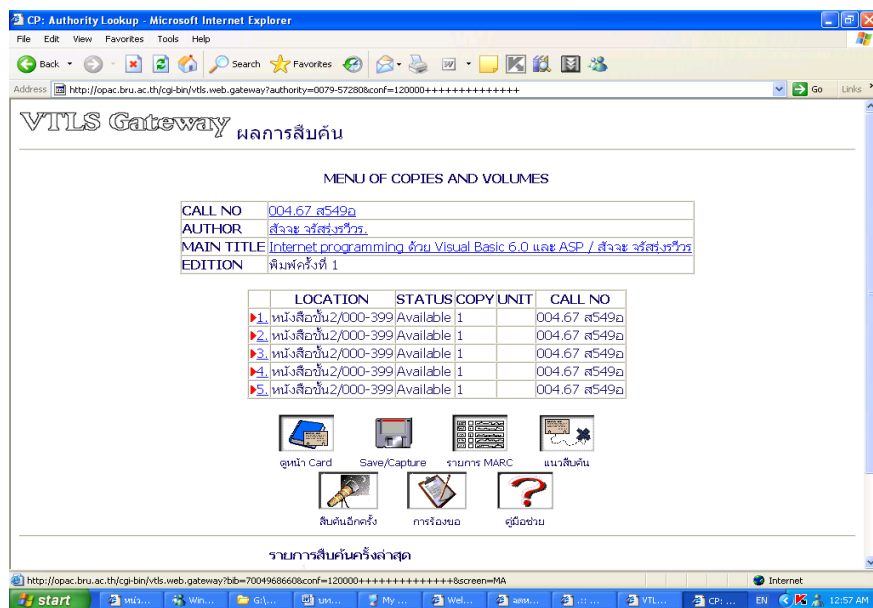 CP: Authority Lookup - Microsoft Internet Explorer
File Edit View Favorites Tools Help
Back Search Favorites
Address http://opac.bru.ac.th/cgi-bin/vtls.web.gateway?authority=0079-57280&conf=120000++++++++++++++ Go Links
VTLS Gateway ผลการสืบค้น
MENU OF COPIES AND VOLUMES
CALL NO 004.67 ส549อ
AUTHOR สัจจะ จรัสรุ่งรวีวร.
MAIN TITLE Internet programming ด้วย Visual Basic 6.0 และ ASP / สัจจะ จรัสรุ่งรวีวร
EDITION พิมพ์ครั้งที่ 1
LOCATION STATUS COPY UNIT CALL NO
1. หนังสือชั้น2/000-399 Available 1 004.67 ส549อ
2. หนังสือชั้น2/000-399 Available 1 004.67 ส549อ
3. หนังสือชั้น2/000-399 Available 1 004.67 ส549อ
4. หนังสือชั้น2/000-399 Available 1 004.67 ส549อ
5. หนังสือชั้น2/000-399 Available 1 004.67 ส549อ
ดูหน้า Card Save/Capture รายการ MARC แนวสืบค้น
สืบค้นอีกครั้ง การร้องขอ คู่มือช่วย
รายการสืบค้นครั้งล่าสุด
http://opac.bru.ac.th/cgi-bin/vtls.web.gateway?bib=70049686&conf=120000++++++++++++++&screen=MA Internet
start หน้า... Win... G:\... บท... My ... Wel... .:: ... VTL... CP: ... EN 12:57 AM